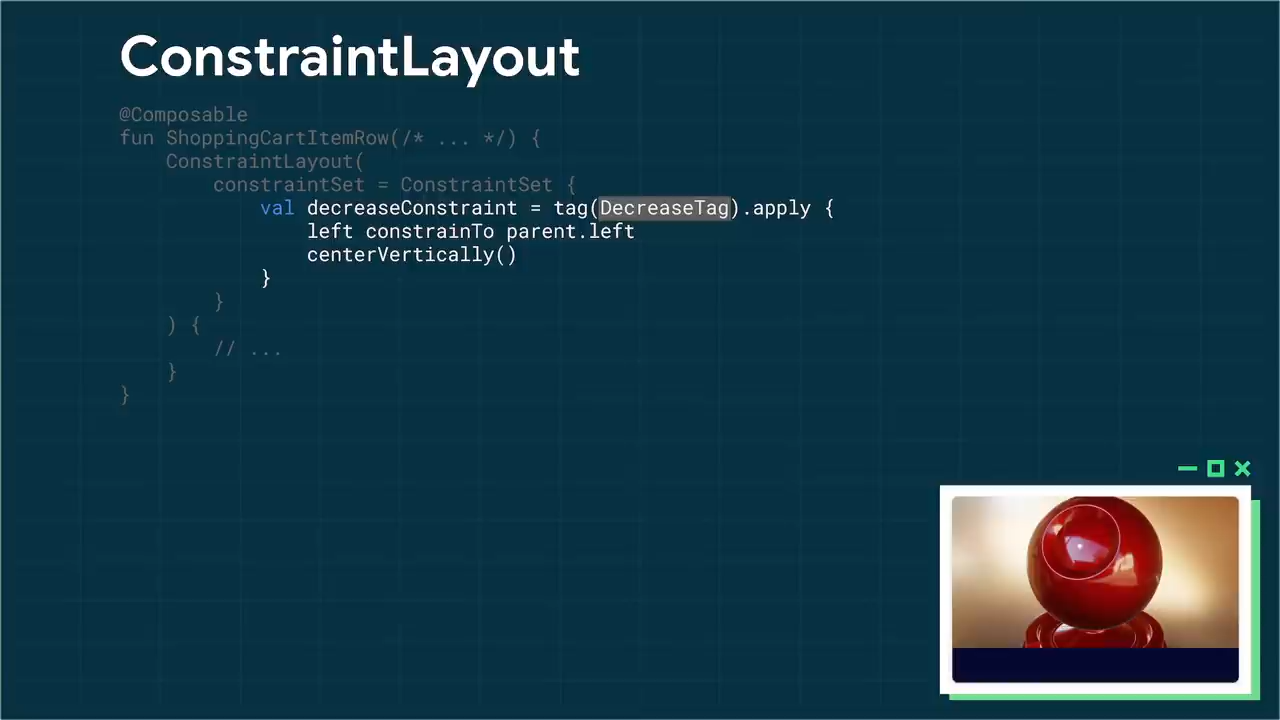 ConstraintLayout
@Composable
fun ShoppingCartItemRow(/* ... */) {
    ConstraintLayout(
        constraintSet = ConstraintSet {
            val decreaseConstraint = tag(DecreaseTag).apply {
                left constrainTo parent.left
                centerVertically()
            }
        }
    ) {
        // ...
    }
}